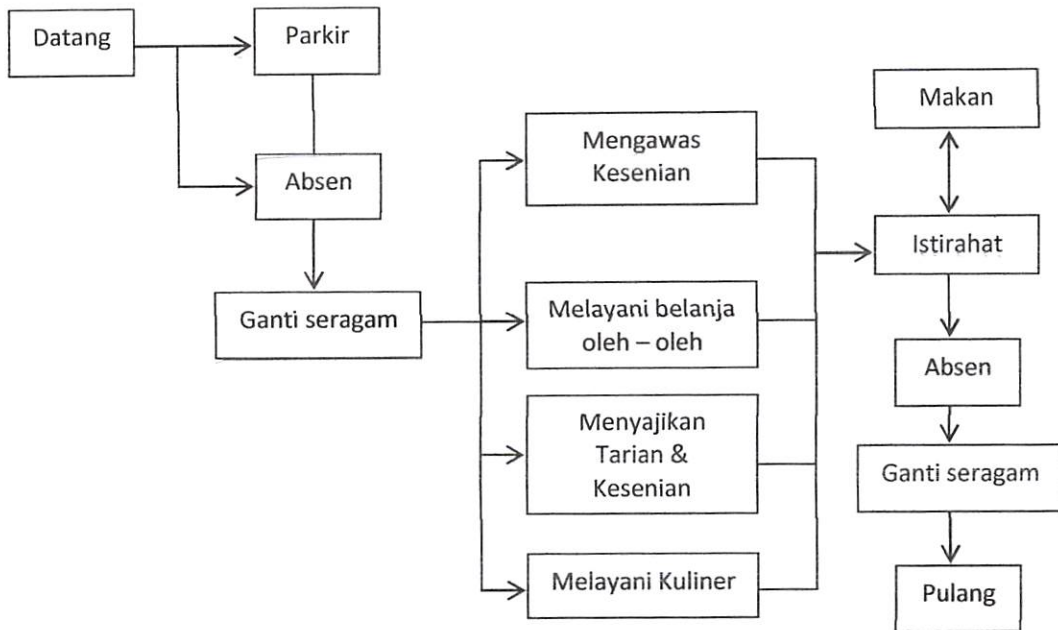 Datang
Parkir
Absen
Ganti seragam
Mengawas
Kesenian
Melayani belanja
oleh – oleh
Menyajikan
Tarian &
Kesenian
Melayani Kuliner
Makan
Istirahat
Absen
Ganti seragam
Pulang